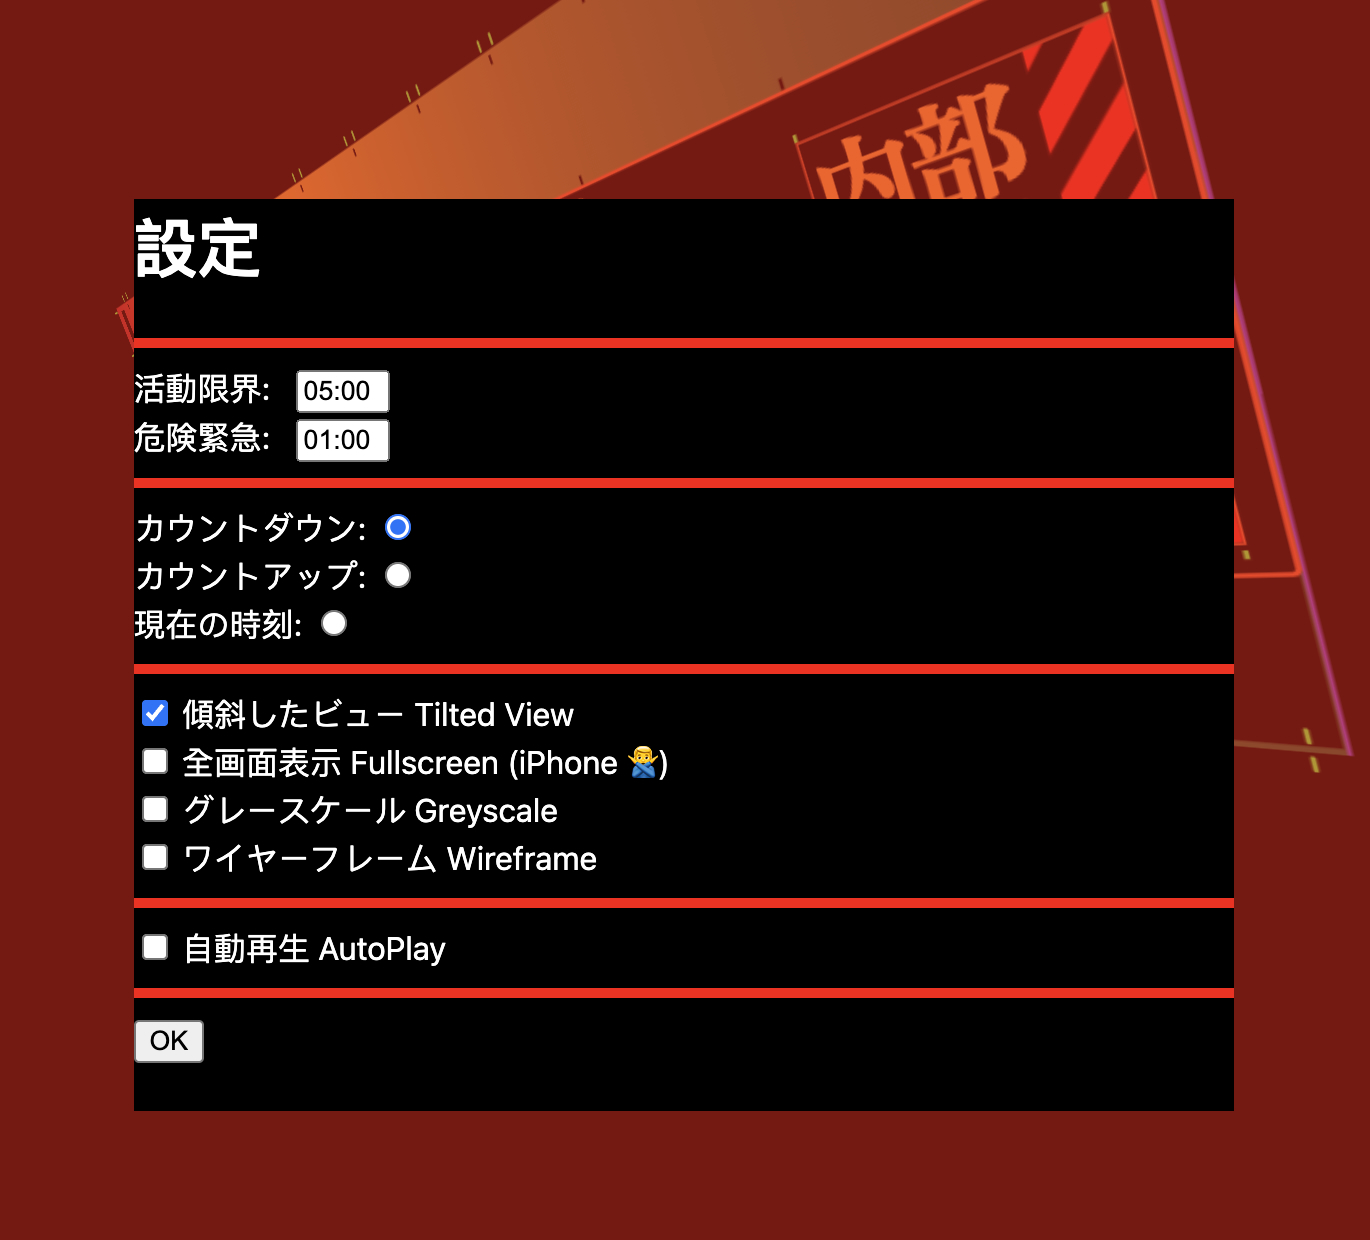 内部
設定
活動限界: 05:00
危険緊急: 01:00
カウントダウン:
カウントアップ:
現在の時刻:
傾斜したビュー Tilted View
全画面表示 Fullscreen (iPhone 🙅‍♂️)
グレースケール Greyscale
ワイヤーフレーム Wireframe
自動再生 AutoPlay
OK